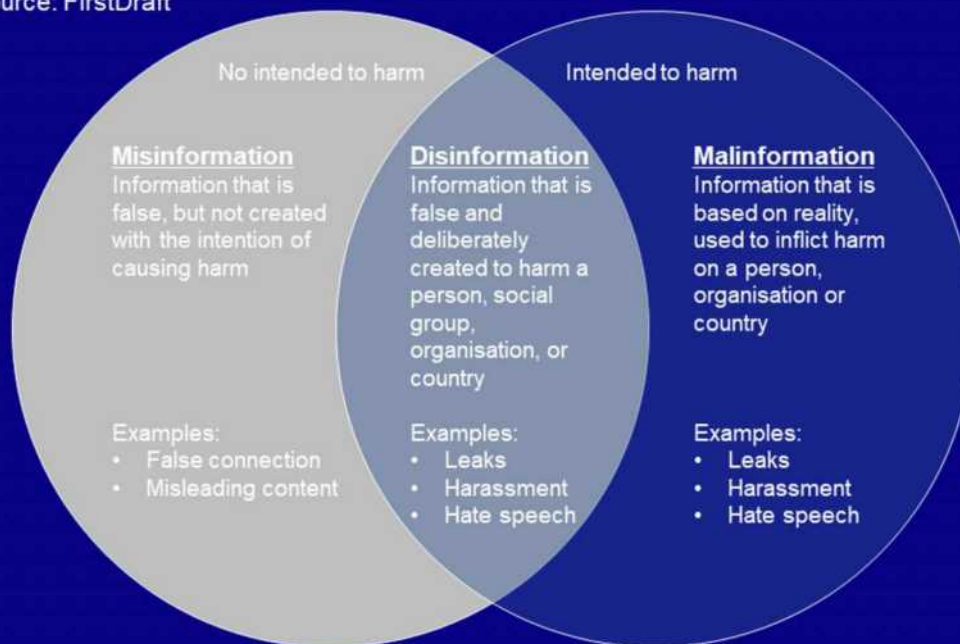 urce: FirstDraft
No intended to harm
Intended to harm
Misinformation
Information that is
false, but not created
with the intention of
causing harm
Examples:
• False connection
• Misleading content
Disinformation
Information that is
false and
deliberately
created to harm a
person, social
group,
organisation, or
country
Examples:
• Leaks
• Harassment
• Hate speech
Malinformation
Information that is
based on reality,
used to inflict harm
on a person,
organisation or
country
Examples:
• Leaks
• Harassment
• Hate speech